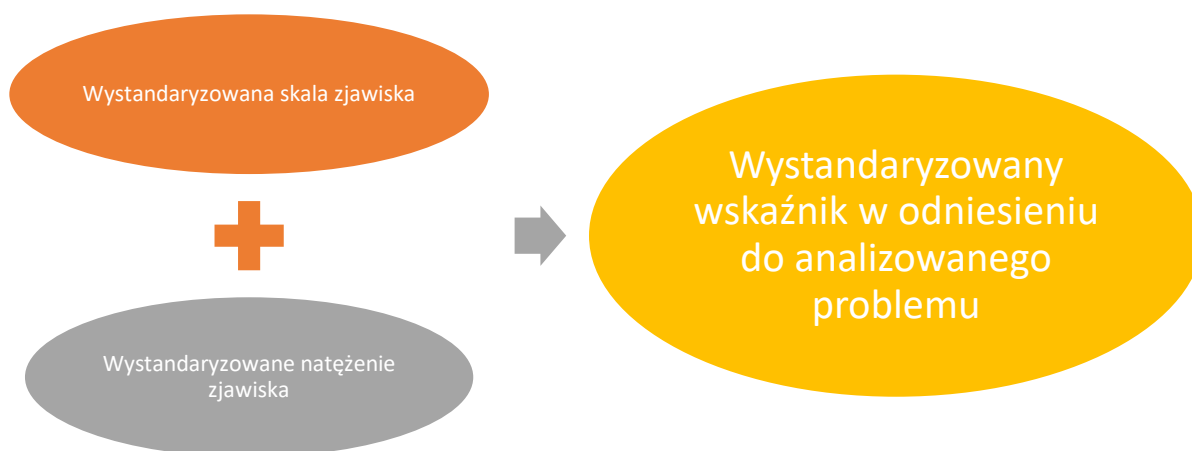 Wystandaryzowana skala zjawiska
Wystandaryzowane natężenie
zjawiska
Wystandaryzowany
wskaźnik w odniesieniu
do analizowanego
problemu